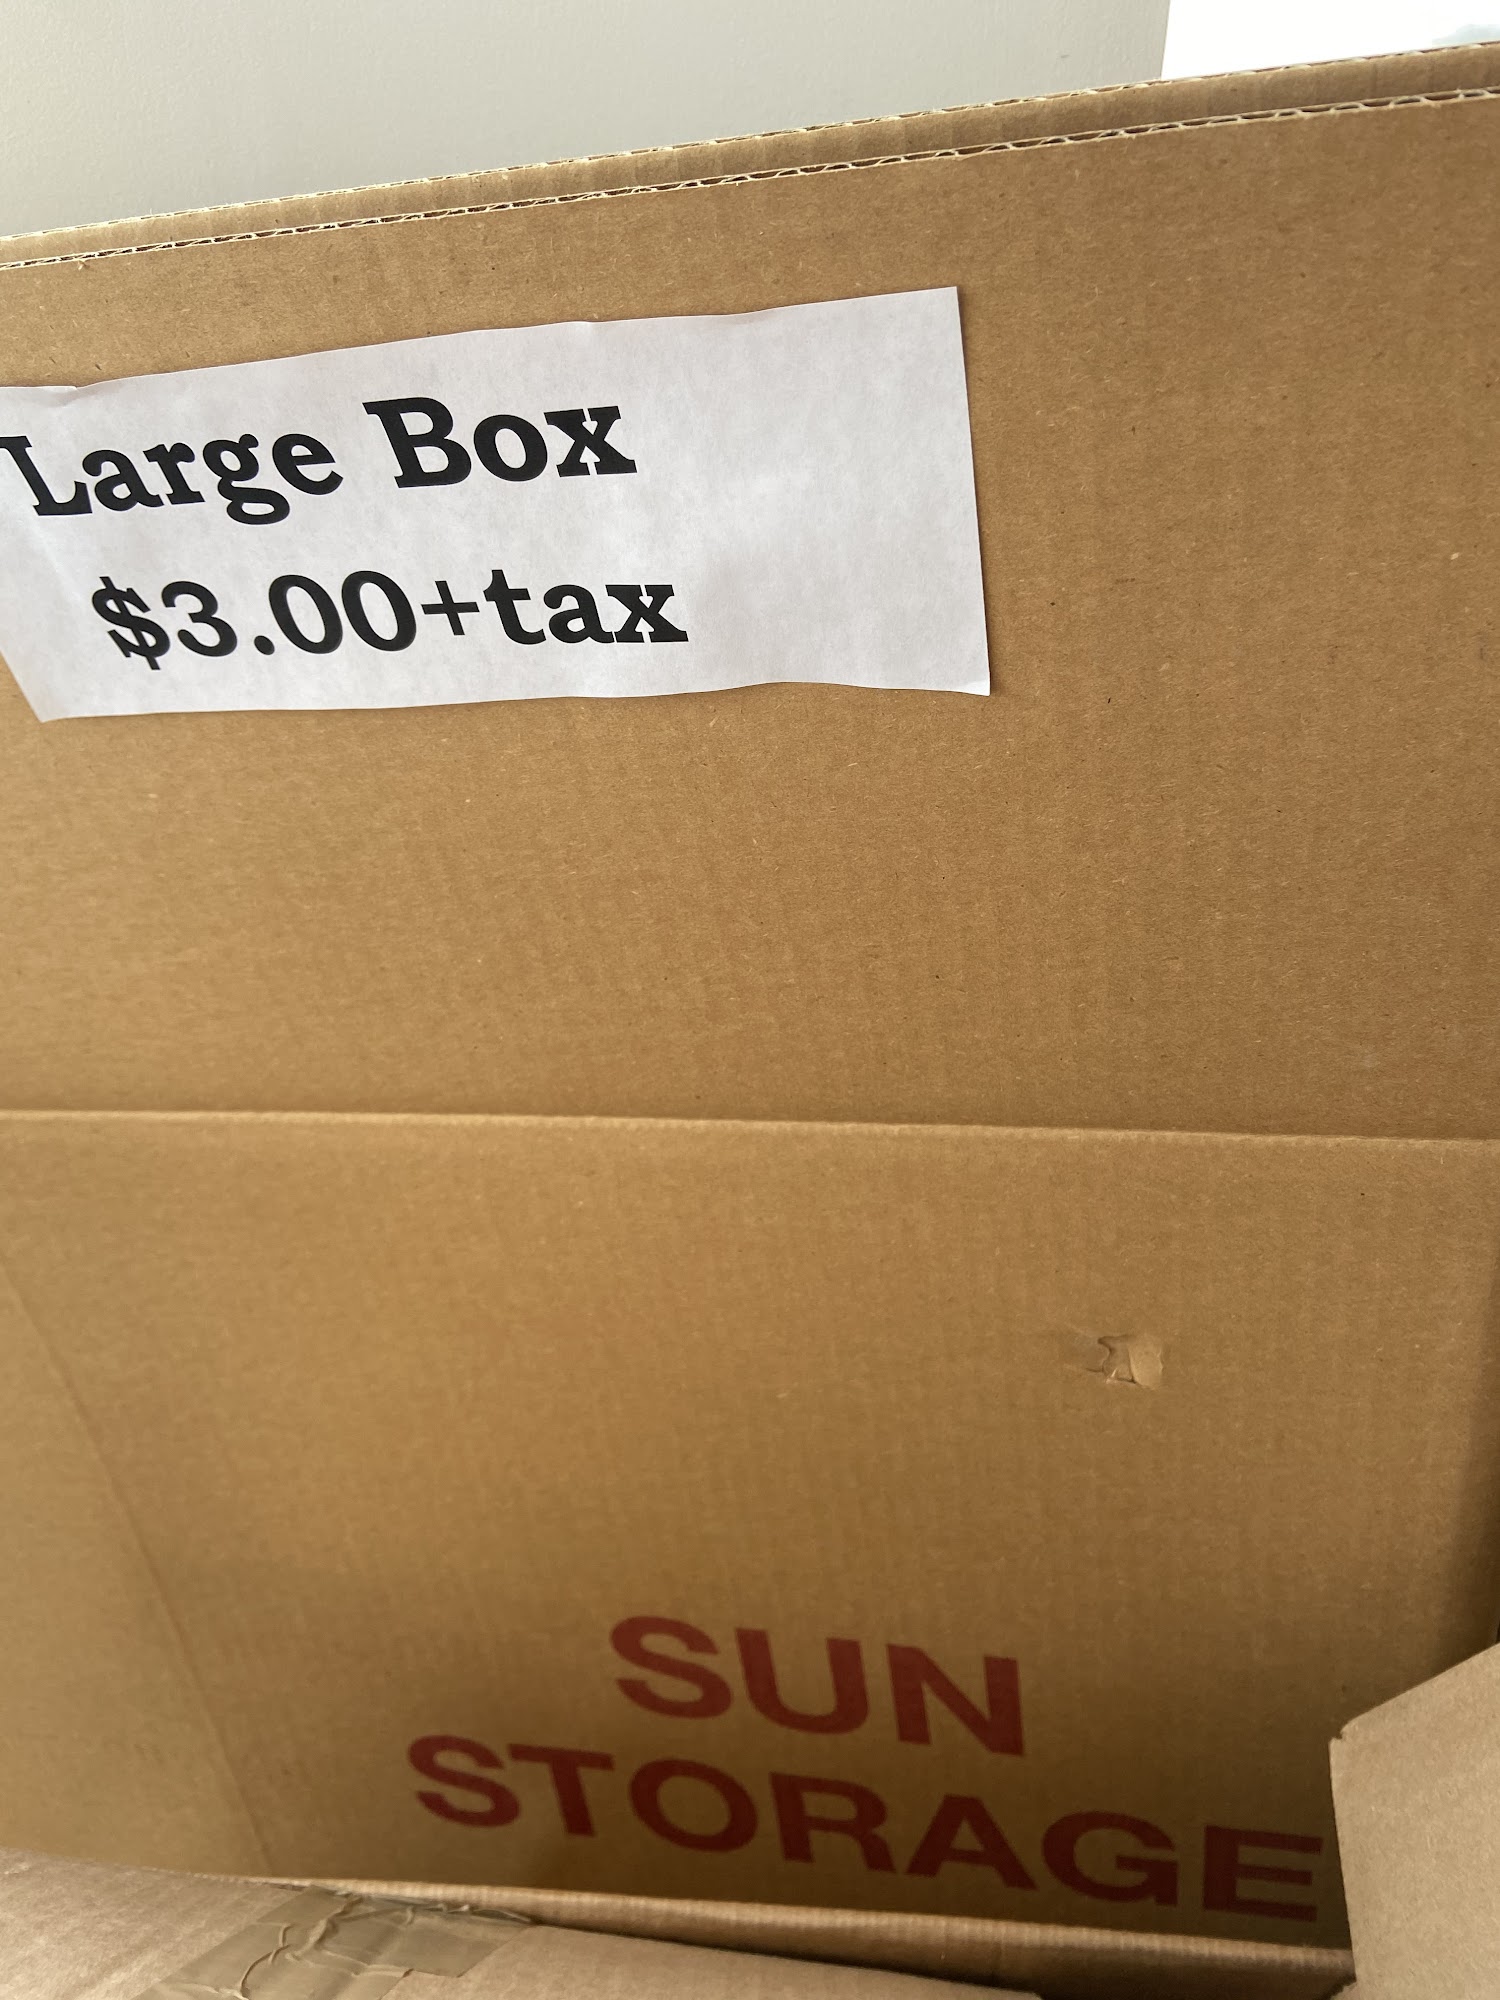 Large Box
$3.00+tax
SUN
STORAGE